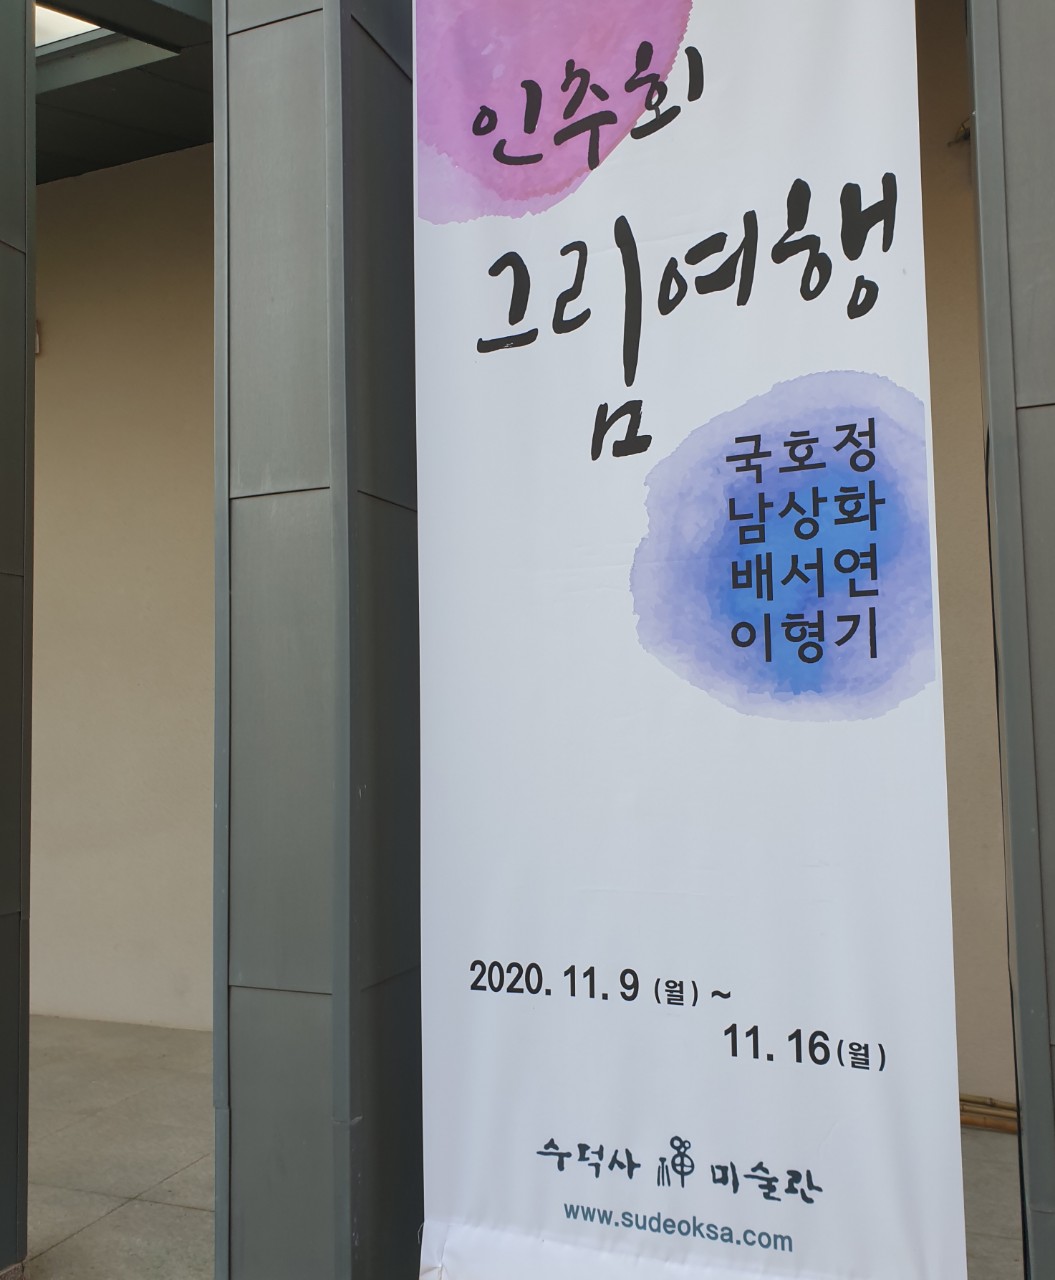 인주회
그림여행
국호정
남상화
배서연
이형기
2020. 11. 9 (월) ~
11. 16(월)
수덕사 禪 미술관
www.sudeoksa.com